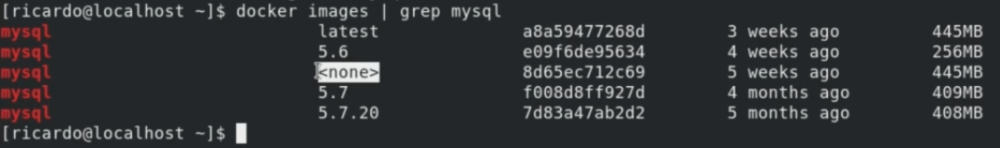 [ricardo@localhost ~]$ docker images | grep mysql
mysql latest a8a59477268d 3 weeks ago 445MB
mysql 5.6 e09f6de95634 4 weeks ago 256MB
mysql <none> 8d65ec712c69 5 weeks ago 445MB
mysql 5.7 f008d8ff927d 4 months ago 409MB
mysql 5.7.20 7d83a47ab2d2 5 months ago 408MB
[ricardo@localhost ~]$